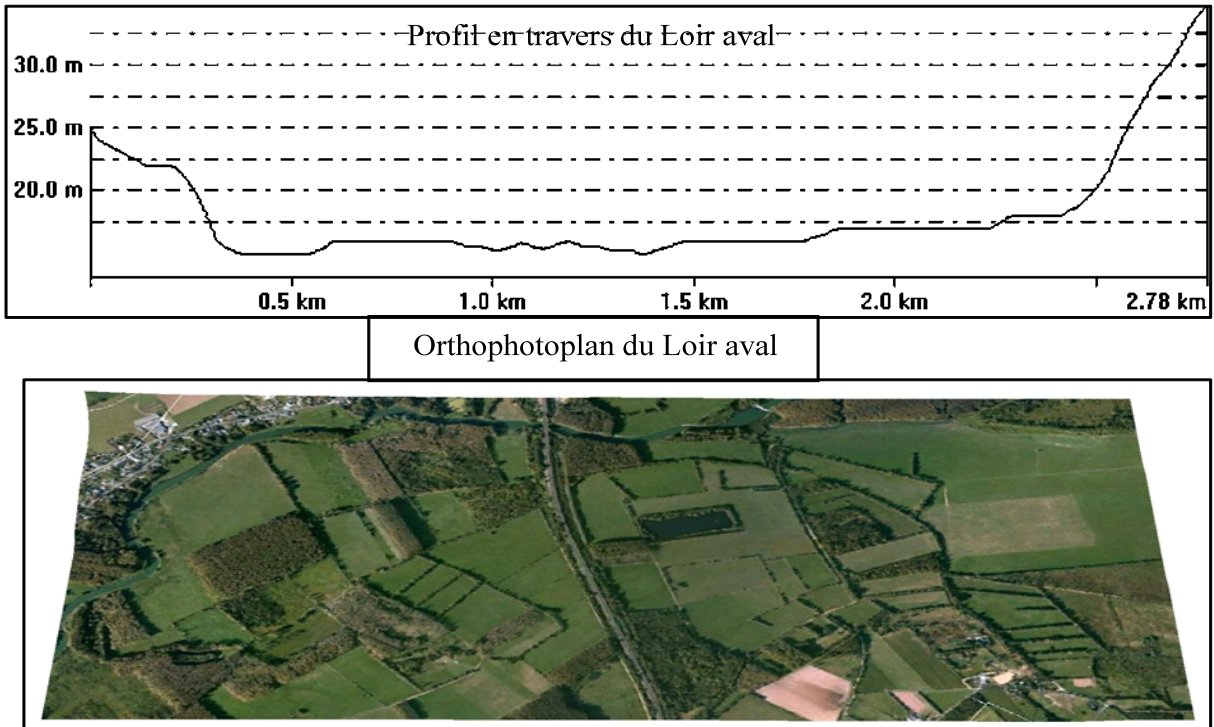 Profil en travers du Loir aval
30.0 m
25.0 m
20.0 m
0.5 km 1.0 km 1.5 km 2.0 km 2.78 km
Orthophotoplan du Loir aval